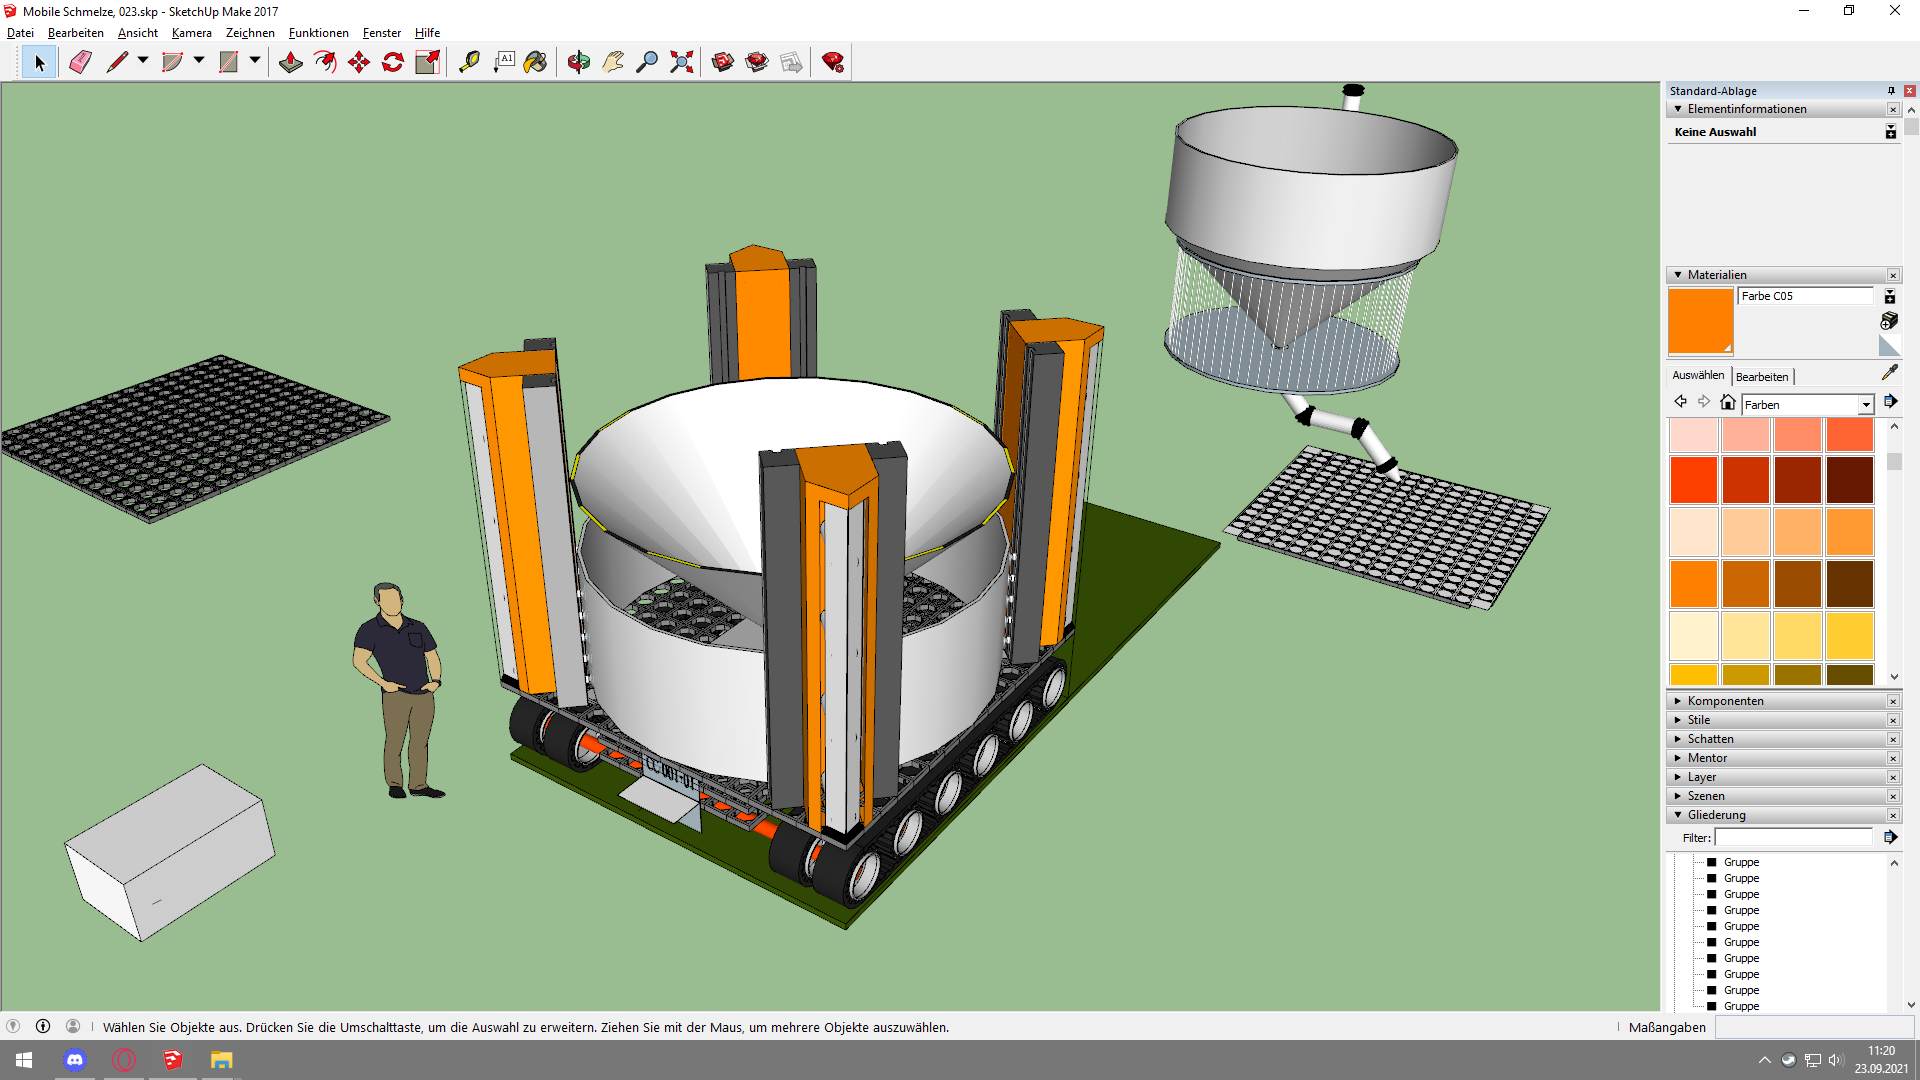 Mobile Schmelze, 023.skp - SketchUp Make 2017
Datei Bearbeiten Ansicht Kamera Zeichnen Funktionen Fenster Hilfe
A1
Standard-Ablage
Elementinformationen
Keine Auswahl
Materialien
Farbe C05
Auswählen Bearbeiten
Farben
Komponenten
Stile
Schatten
Mentor
Layer
Szenen
Gliederung
Filter:
Gruppe
Gruppe
Gruppe
Gruppe
Gruppe
Gruppe
Gruppe
Gruppe
Gruppe
Gruppe
Wählen Sie Objekte aus. Drücken Sie die Umschalttaste, um die Auswahl zu erweitern. Ziehen Sie mit der Maus, um mehrere Objekte auszuwählen.
Maßangaben
11:20
23.09.2021